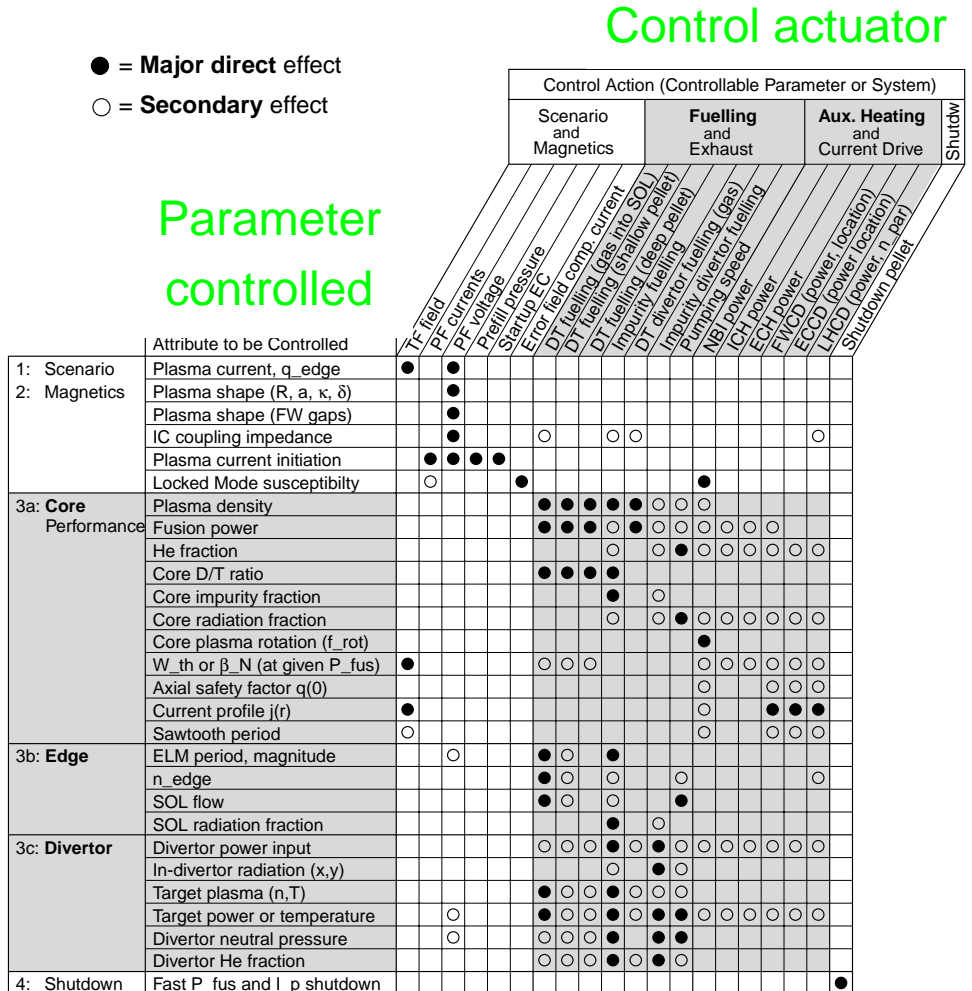 Control actuator
● = Major direct effect
○ = Secondary effect
Control Action (Controllable Parameter or System)
Scenario
and
Magnetics
Fuelling
and
Exhaust
Aux. Heating
and
Current Drive
Shutdw
Parameter
controlled
TF field
PF currents
PF voltage
Prefill pressure
Startup EC
Error field comp. current
DT fuelling (gas into SOL)
DT fuelling (shallow pellet)
DT fuelling (deep pellet)
Impurity fuelling
DT divertor fuelling (gas)
Impurity divertor fuelling
Pumping speed
NBI power
ICH power
ECH power
FWCD (power, location)
ECCD (power location)
LHCD (power, n_par)
Shutdown pellet
Attribute to be Controlled
1: Scenario Plasma current, q_edge
2: Magnetics Plasma shape (R, a, κ, δ)
Plasma shape (FW gaps)
IC coupling impedance
Plasma current initiation
Locked Mode susceptibilty
3a: Core Plasma density
Performance Fusion power
He fraction
Core D/T ratio
Core impurity fraction
Core radiation fraction
Core plasma rotation (f_rot)
W_th or β_N (at given P_fus)
Axial safety factor q(0)
Current profile j(r)
Sawtooth period
3b: Edge ELM period, magnitude
n_edge
SOL flow
SOL radiation fraction
3c: Divertor Divertor power input
In-divertor radiation (x,y)
Target plasma (n,T)
Target power or temperature
Divertor neutral pressure
Divertor He fraction
4: Shutdown Fast P_fus and I_p shutdown